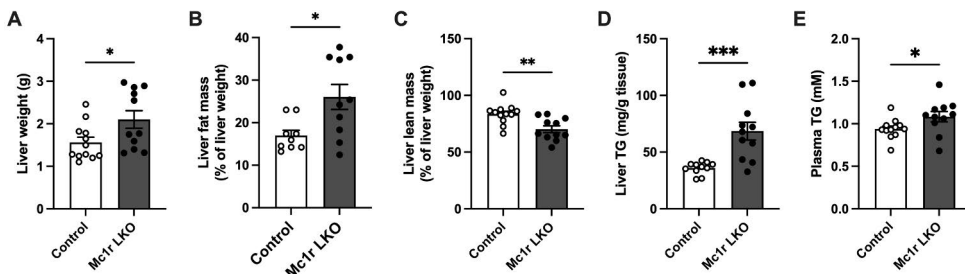 A
Liver weight (g)
4
3
2
1
0
*
Control
Mc1r LKO
B
Liver fat mass
(% of liver weight)
40
30
20
10
0
*
Control
Mc1r LKO
C
Liver lean mass
(% of liver weight)
150
100
50
0
**
Control
Mc1r LKO
D
Liver TG (mg/g tissue)
150
100
50
0
***
Control
Mc1r LKO
E
Plasma TG (mM)
2.0
1.5
1.0
0.5
0.0
*
Control
Mc1r LKO